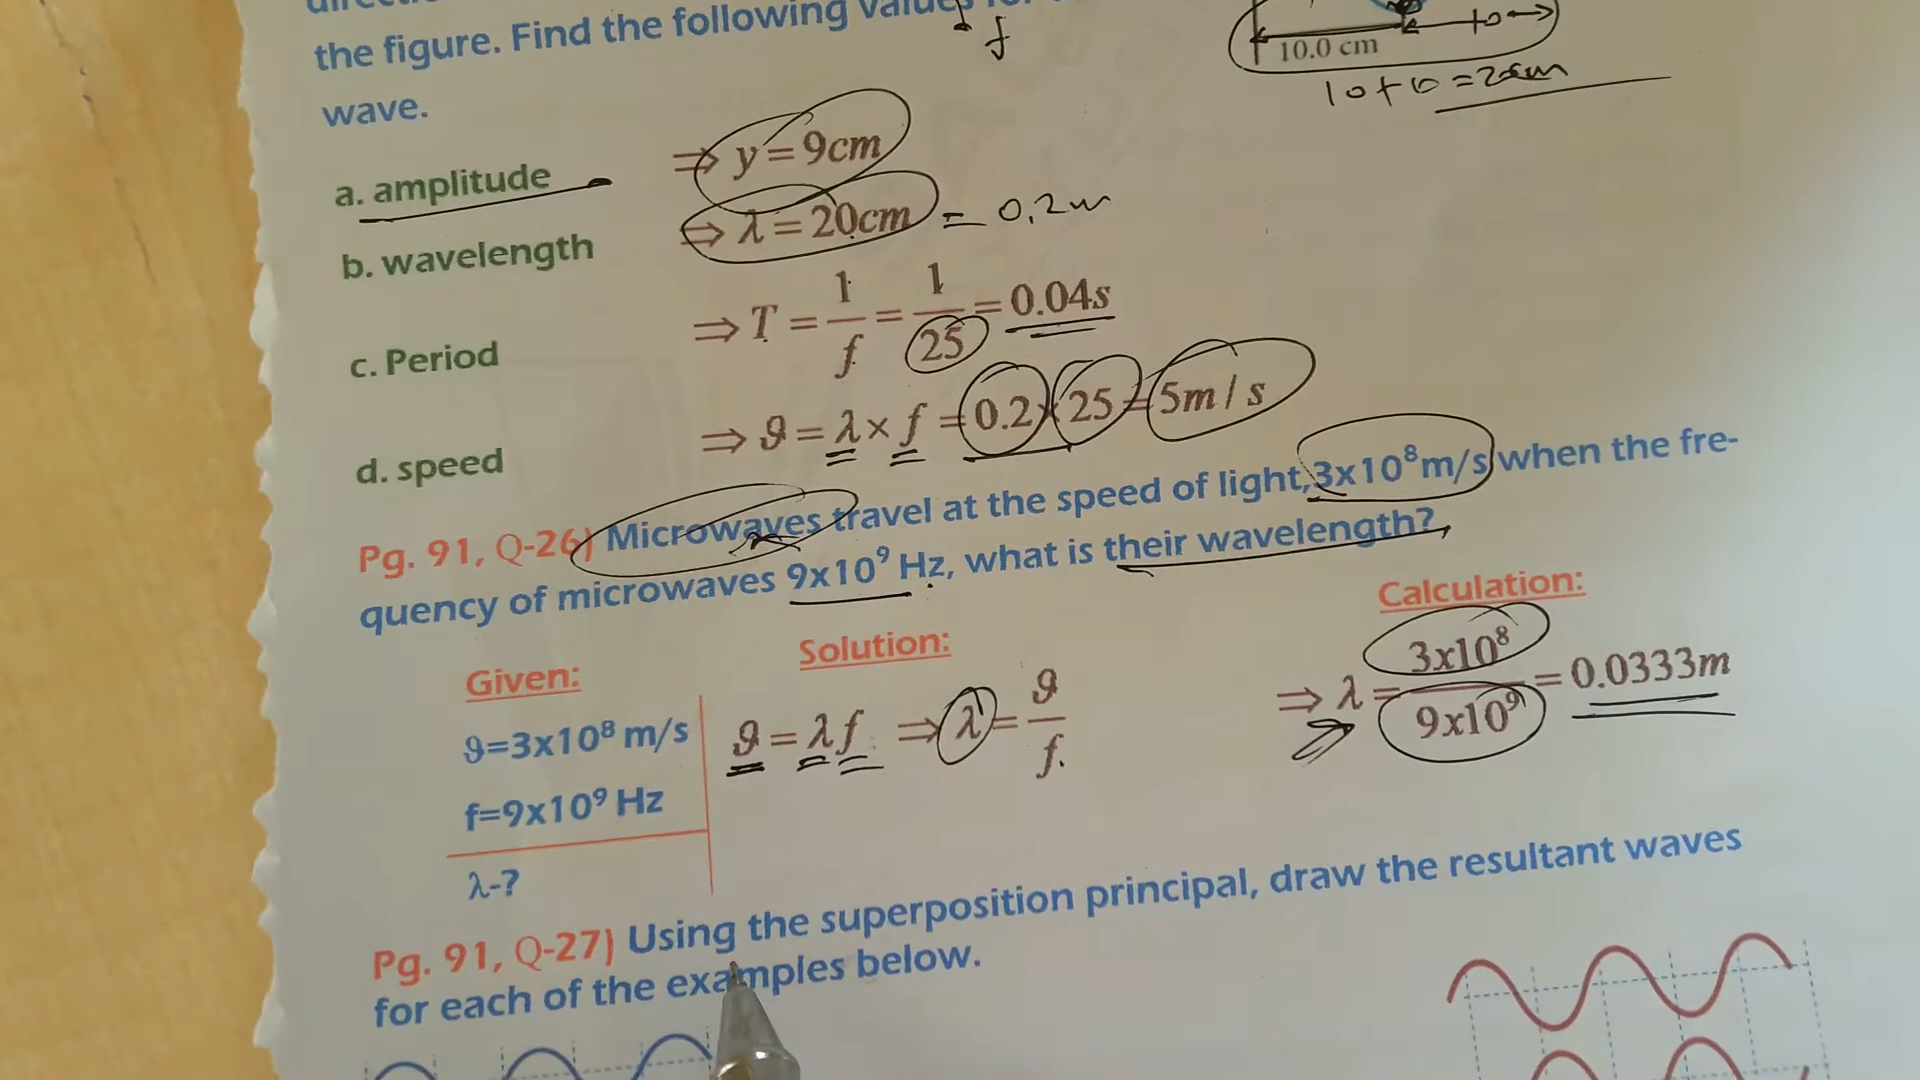 the figure. Find the following values
f
10.0 cm
10
10+10=20cm
wave.
a. amplitude ⇒ y=9cm
b. wavelength ⇒ λ=20cm = 0,2m
c. Period ⇒ T = 1/f = 1/25 = 0.04s
d. speed ⇒ ϑ = λ × f = 0.2 × 25 = 5m/s
Pg. 91, Q-26) Microwaves travel at the speed of light, 3x10⁸m/s when the fre-
quency of microwaves 9x10⁹ Hz, what is their wavelength?
Given: Solution: Calculation:
ϑ=3x10⁸ m/s
f=9x10⁹ Hz
λ-?
ϑ = λf ⇒ λ = ϑ/f
⇒ λ = 3x10⁸/9x10⁹ = 0.0333m
Pg. 91, Q-27) Using the superposition principal, draw the resultant waves
for each of the examples below.